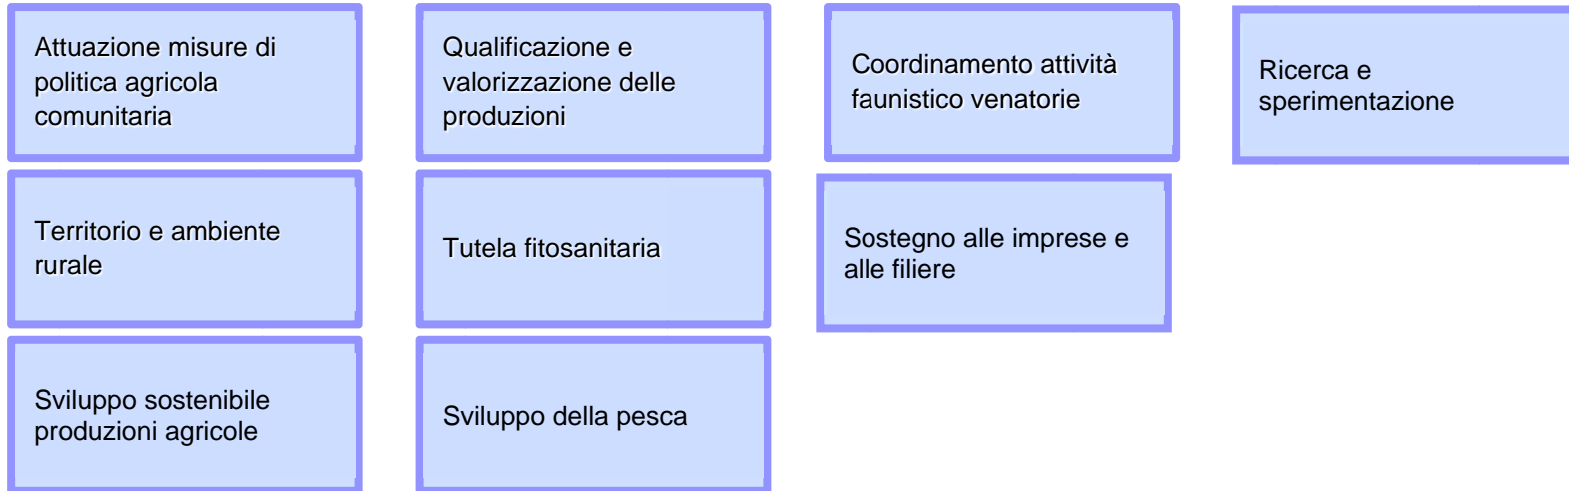 Attuazione misure di
politica agricola
comunitaria
Qualificazione e
valorizzazione delle
produzioni
Coordinamento attività
faunistico venatorie
Ricerca e
sperimentazione
Territorio e ambiente
rurale
Tutela fitosanitaria
Sostegno alle imprese e
alle filiere
Sviluppo sostenibile
produzioni agricole
Sviluppo della pesca